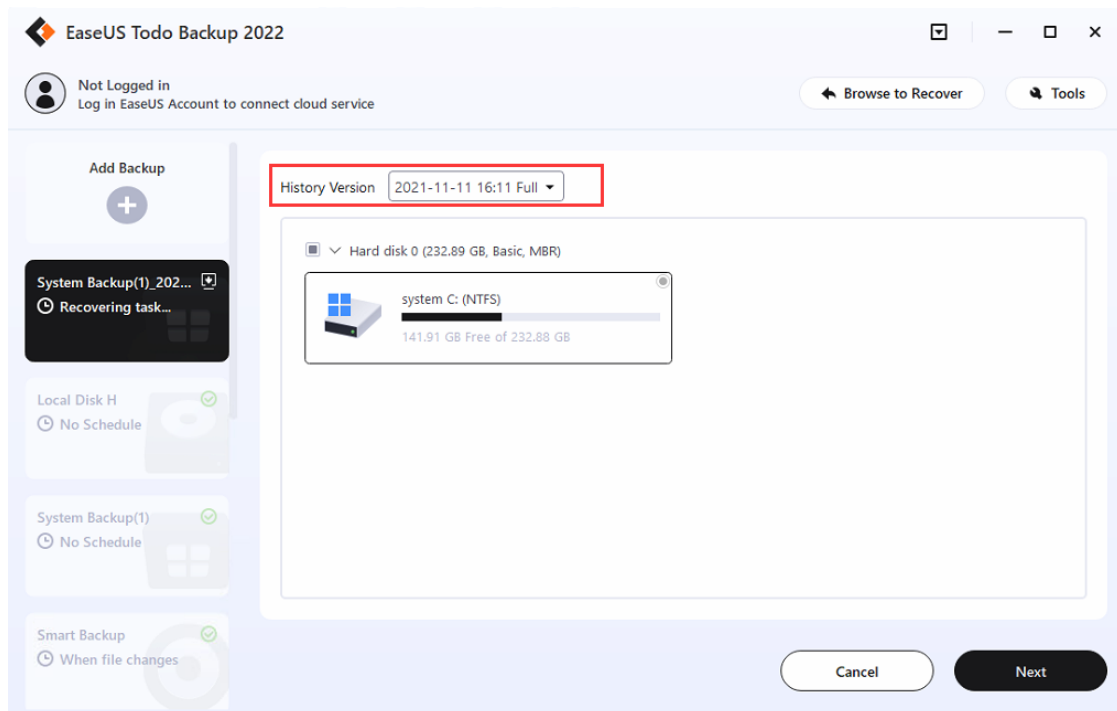 EaseUS Todo Backup 2022
Not Logged in
Log in EaseUS Account to connect cloud service
Browse to Recover
Tools
Add Backup
System Backup(1)_202...
Recovering task...
Local Disk H
No Schedule
System Backup(1)
No Schedule
Smart Backup
When file changes
History Version 2021-11-11 16:11 Full
Hard disk 0 (232.89 GB, Basic, MBR)
system C: (NTFS)
141.91 GB Free of 232.88 GB
Cancel
Next